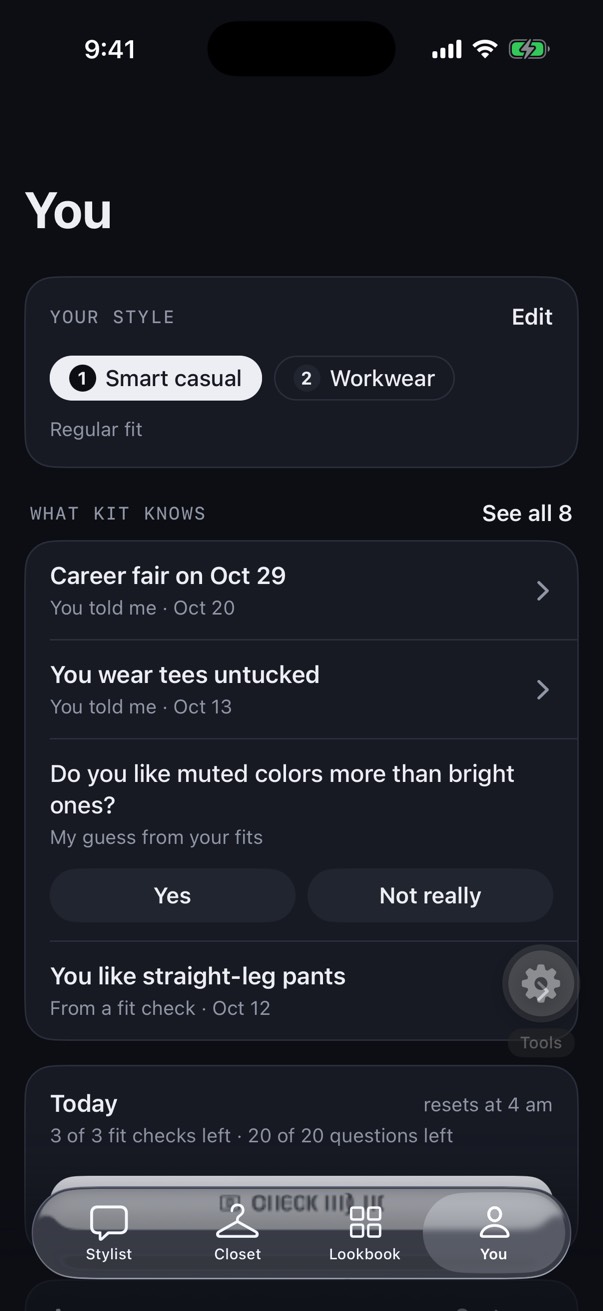 9:41
You
YOUR STYLE
Edit
1 Smart casual
2 Workwear
Regular fit
WHAT KIT KNOWS
See all 8
Career fair on Oct 29
You told me · Oct 20
You wear tees untucked
You told me · Oct 13
Do you like muted colors more than bright
ones?
My guess from your fits
Yes
Not really
You like straight-leg pants
From a fit check · Oct 12
Tools
Today
resets at 4 am
3 of 3 fit checks left · 20 of 20 questions left
Stylist
Closet
Lookbook
You